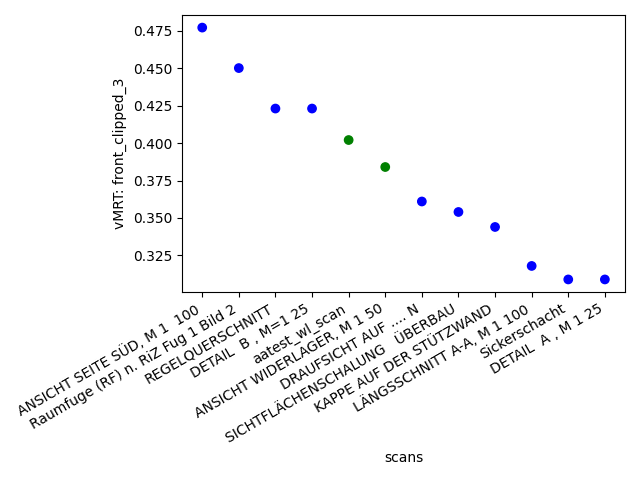 0.475
0.450
0.425
0.400
0.375
0.350
0.325
vMRT: front_clipped_3
ANSICHT SEITE SÜD, M 1  100
Raumfuge (RF) n. RiZ Fug 1 Bild 2
REGELQUERSCHNITT
DETAIL  B , M=1 25
aatest_wl_scan
ANSICHT WIDERLAGER, M 1 50
DRAUFSICHT AUF .... N
SICHTFLÄCHENSCHALUNG   ÜBERBAU
KAPPE AUF DER STÜTZWAND
LÄNGSSCHNITT A-A, M 1 100
Sickerschacht
DETAIL  A , M 1 25
scans